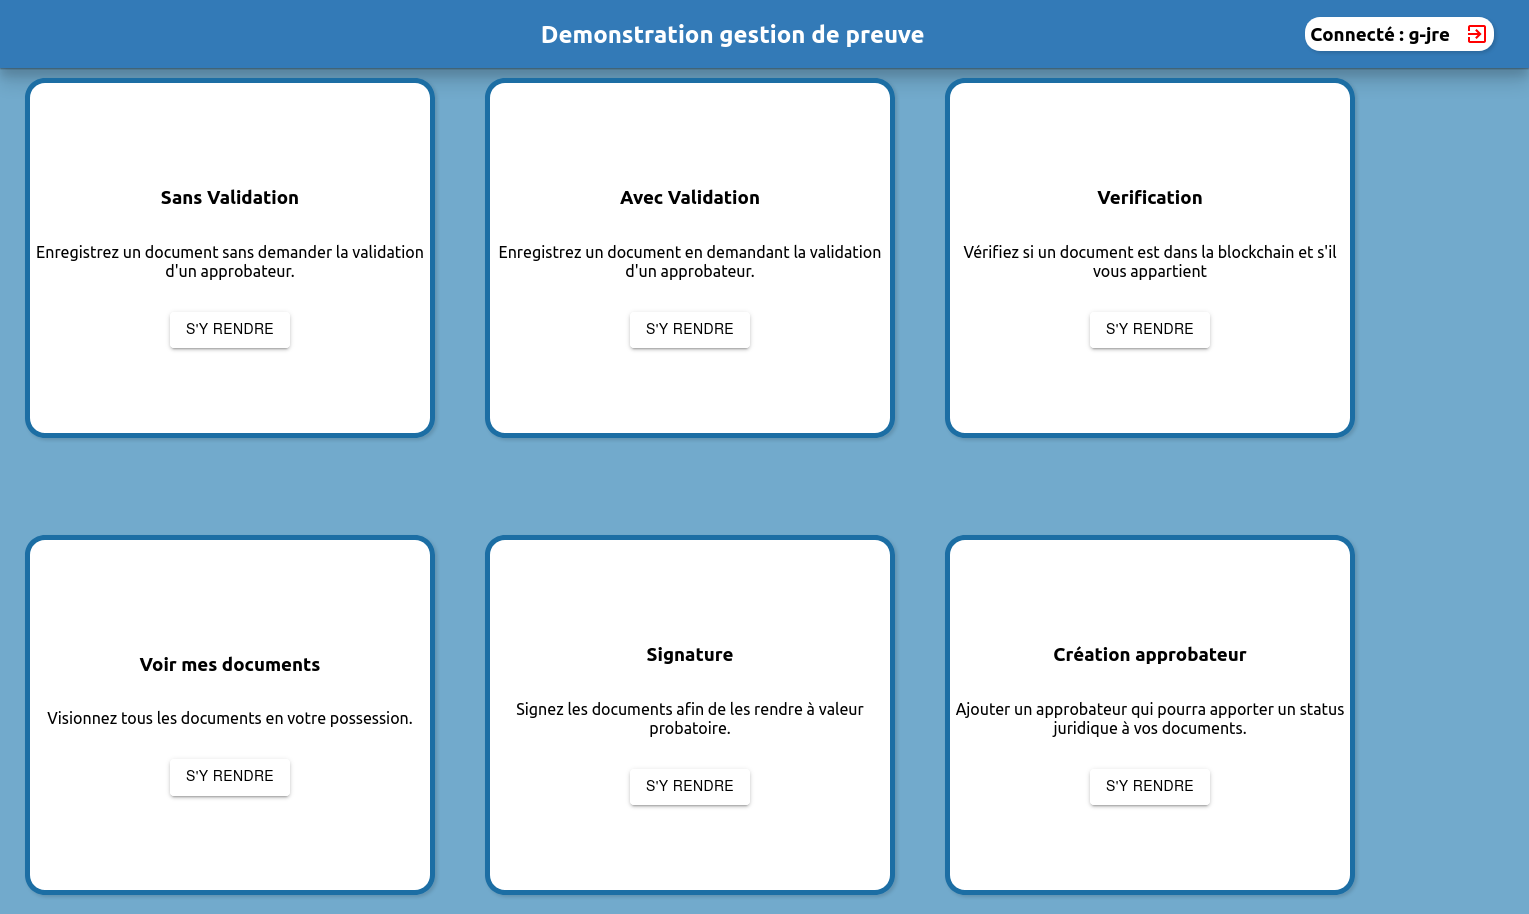 Demonstration gestion de preuve
Connecté : g-jre
Sans Validation
Enregistrez un document sans demander la validation
d'un approbateur.
S'Y RENDRE
Avec Validation
Enregistrez un document en demandant la validation
d'un approbateur.
S'Y RENDRE
Verification
Vérifiez si un document est dans la blockchain et s'il
vous appartient
S'Y RENDRE
Voir mes documents
Visionnez tous les documents en votre possession.
S'Y RENDRE
Signature
Signez les documents afin de les rendre à valeur
probatoire.
S'Y RENDRE
Création approbateur
Ajouter un approbateur qui pourra apporter un status
juridique à vos documents.
S'Y RENDRE